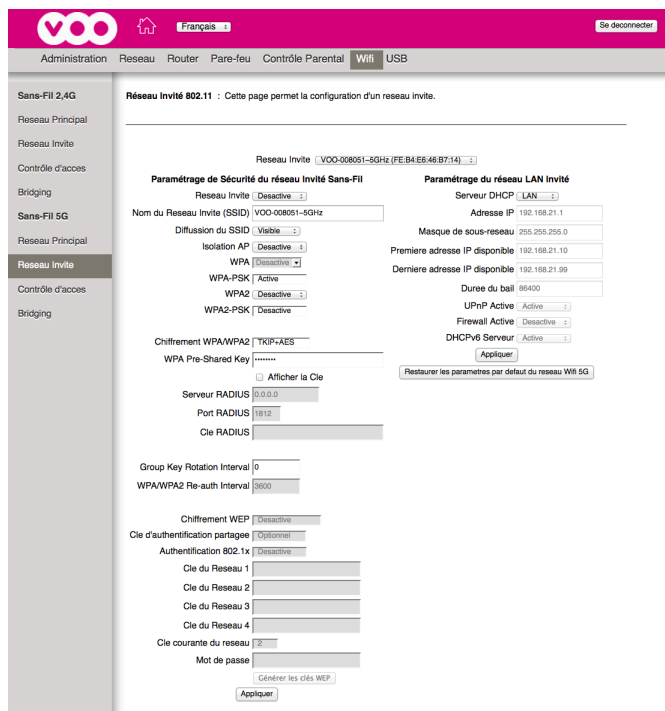 VOO
Français
Se deconnecter
Administration Reseau Router Pare-feu Contrôle Parental Wifi USB
Sans-Fil 2,4G
Reseau Principal
Reseau Invite
Contrôle d'acces
Bridging
Sans-Fil 5G
Reseau Principal
Reseau Invite
Contrôle d'acces
Bridging
Réseau Invité 802.11 : Cette page permet la configuration d'un reseau invite.
Reseau Invite VOO-008051-5GHz (FE:B4:E6:46:B7:14)
Paramétrage de Sécurité du réseau Invité Sans-Fil
Reseau Invite Desactive
Nom du Reseau Invite (SSID) VOO-008051-5GHz
Diffusion du SSID Visible
Isolation AP Desactive
WPA Desactive
WPA-PSK Active
WPA2 Desactive
WPA2-PSK Desactive
Chiffrement WPA/WPA2 TKIP+AES
WPA Pre-Shared Key ••••••••
Afficher la Cle
Serveur RADIUS 0.0.0.0
Port RADIUS 1812
Cle RADIUS
Group Key Rotation Interval 0
WPA/WPA2 Re-auth Interval 3600
Chiffrement WEP Desactive
Cle d'authentification partagee Optionnel
Authentification 802.1x Desactive
Cle du Reseau 1
Cle du Reseau 2
Cle du Reseau 3
Cle du Reseau 4
Cle courante du reseau 2
Mot de passe
Générer les clés WEP
Appliquer
Paramétrage du réseau LAN Invité
Serveur DHCP LAN
Adresse IP 192.168.21.1
Masque de sous-reseau 255.255.255.0
Premiere adresse IP disponible 192.168.21.10
Derniere adresse IP disponible 192.168.21.99
Duree du bail 86400
UPnP Active Active
Firewall Active Desactive
DHCPv6 Serveur Active
Appliquer
Restaurer les parametres par defaut du reseau Wifi 5G